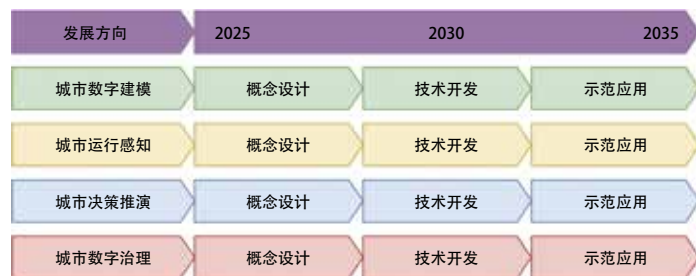 发展方向 2025 2030 2035
城市数字建模 概念设计 技术开发 示范应用
城市运行感知 概念设计 技术开发 示范应用
城市决策推演 概念设计 技术开发 示范应用
城市数字治理 概念设计 技术开发 示范应用